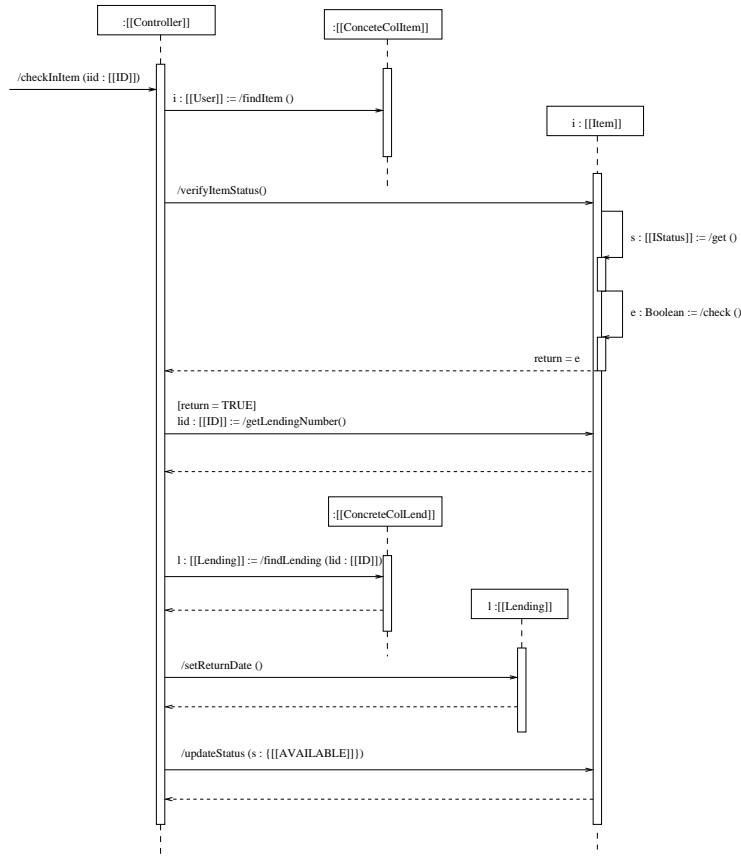 :[[Controller]]
:[[ConceteColItem]]
/checkInItem (iid : [[ID]])
i : [[User]] := /findItem ()
i : [[Item]]
/verifyItemStatus()
s : [[IStatus]] := /get ()
e : Boolean := /check ()
return = e
[return = TRUE]
lid : [[ID]] := /getLendingNumber()
:[[ConcreteColLend]]
l : [[Lending]] := /findLending (lid : [[ID]])
l :[[Lending]]
/setReturnDate ()
/updateStatus (s : {[[AVAILABLE]]})